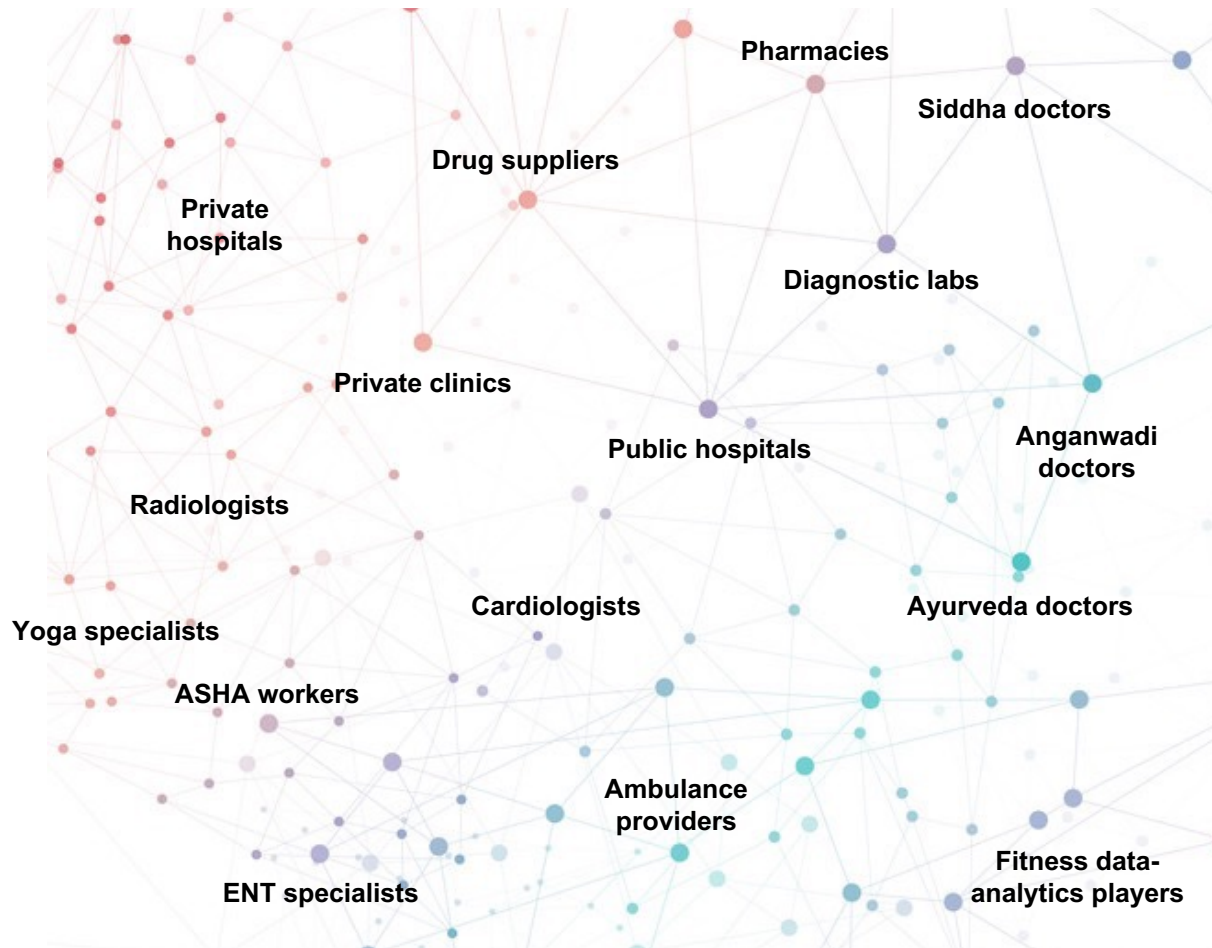 Pharmacies
Siddha doctors
Drug suppliers
Private
hospitals
Diagnostic labs
Private clinics
Public hospitals
Anganwadi
doctors
Radiologists
Cardiologists
Ayurveda doctors
Yoga specialists
ASHA workers
Ambulance
providers
Fitness data-
analytics players
ENT specialists